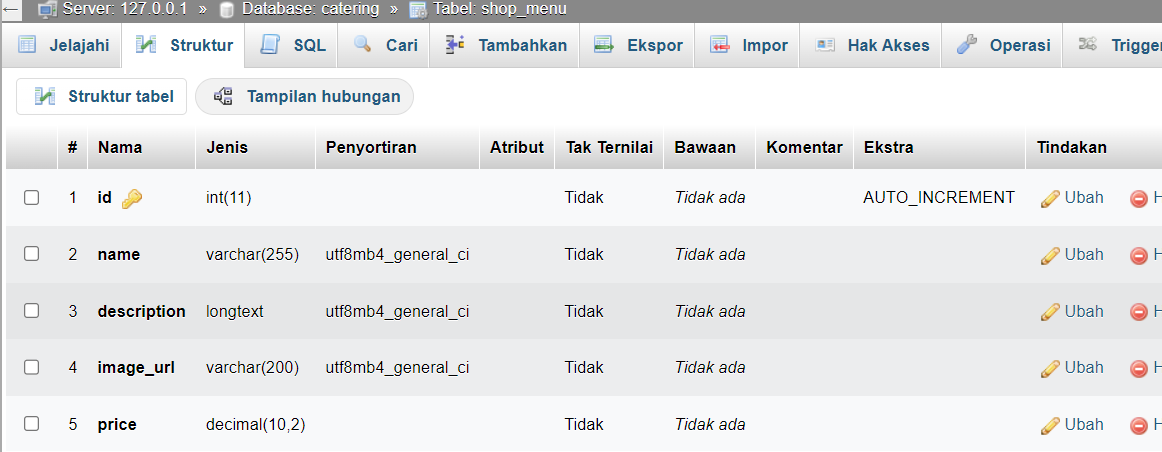 ← Server: 127.0.0.1 » Database: catering » Tabel: shop_menu
Jelajahi Struktur SQL Cari Tambahkan Ekspor Impor Hak Akses Operasi Trigger
Struktur tabel Tampilan hubungan
# Nama Jenis Penyortiran Atribut Tak Ternilai Bawaan Komentar Ekstra Tindakan
1 id int(11) Tidak Tidak ada AUTO_INCREMENT Ubah H
2 name varchar(255) utf8mb4_general_ci Tidak Tidak ada Ubah H
3 description longtext utf8mb4_general_ci Tidak Tidak ada Ubah H
4 image_url varchar(200) utf8mb4_general_ci Tidak Tidak ada Ubah H
5 price decimal(10,2) Tidak Tidak ada Ubah H